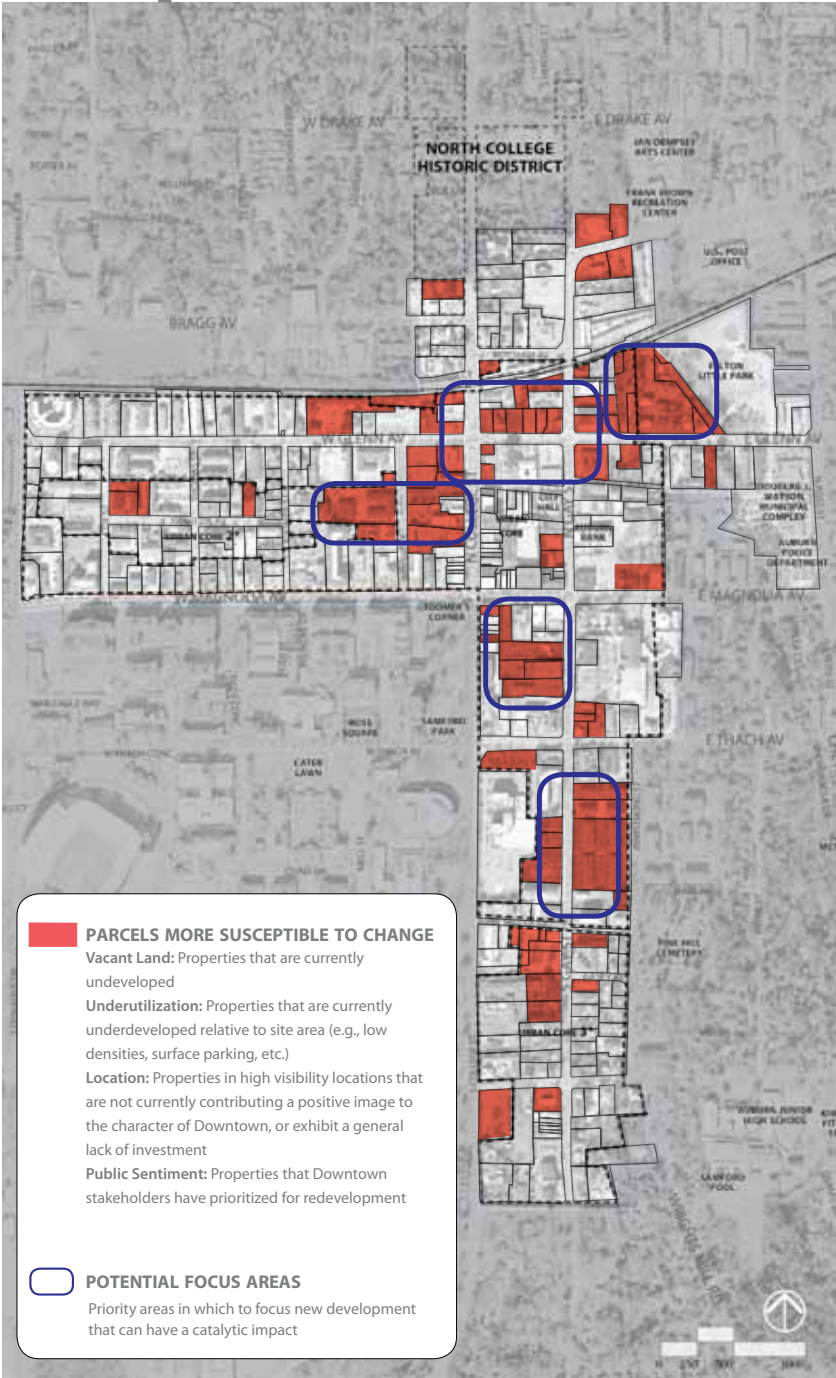 W DRAKE AV
E DRAKE AV
NORTH COLLEGE
HISTORIC DISTRICT
JAN DEMPSEY
ARTS CENTER
FRANK BROWN
RECREATION
CENTER
U.S. POST
OFFICE
BRAGG AV
FELTON
LITTLE PARK
W GLENN AV
E GLENN AV
DOUGLAS J.
WATSON
MUNICIPAL
COMPLEX
CITY
HALL
URBAN CORE 2
CORE
BANK
AUBURN
POLICE
DEPARTMENT
W MAGNOLIA AV
E MAGNOLIA AV
TOOMER'S
CORNER
ROSS
SQUARE
SAMFORD
PARK
E THACH AV
CATER
LAWN
PINE HILL
CEMETERY
URBAN CORE 3
AUBURN JUNIOR
HIGH SCHOOL
SAMFORD
POOL
PARCELS MORE SUSCEPTIBLE TO CHANGE
Vacant Land: Properties that are currently
undeveloped
Underutilization: Properties that are currently
underdeveloped relative to site area (e.g., low
densities, surface parking, etc.)
Location: Properties in high visibility locations that
are not currently contributing a positive image to
the character of Downtown, or exhibit a general
lack of investment
Public Sentiment: Properties that Downtown
stakeholders have prioritized for redevelopment
POTENTIAL FOCUS AREAS
Priority areas in which to focus new development
that can have a catalytic impact
0 250 500 1000